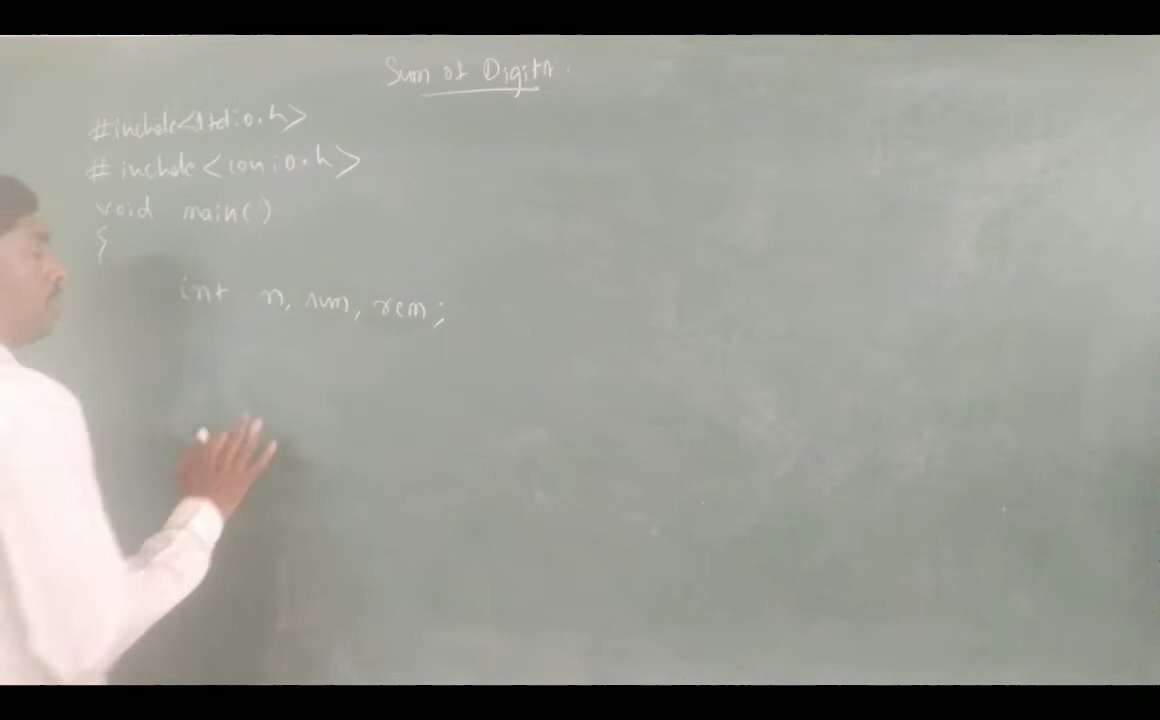 Sum of Digits.
#include<stdio.h>
#include<conio.h>
void main()
{
int n, sum, rem;